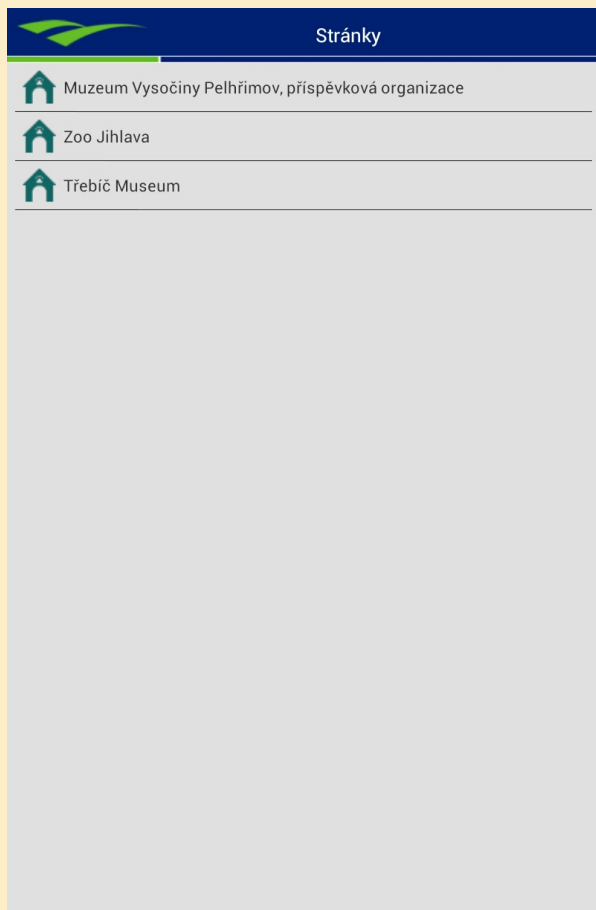 Stránky
Muzeum Vysočiny Pelhřimov, příspěvková organizace
Zoo Jihlava
Třebíč Museum